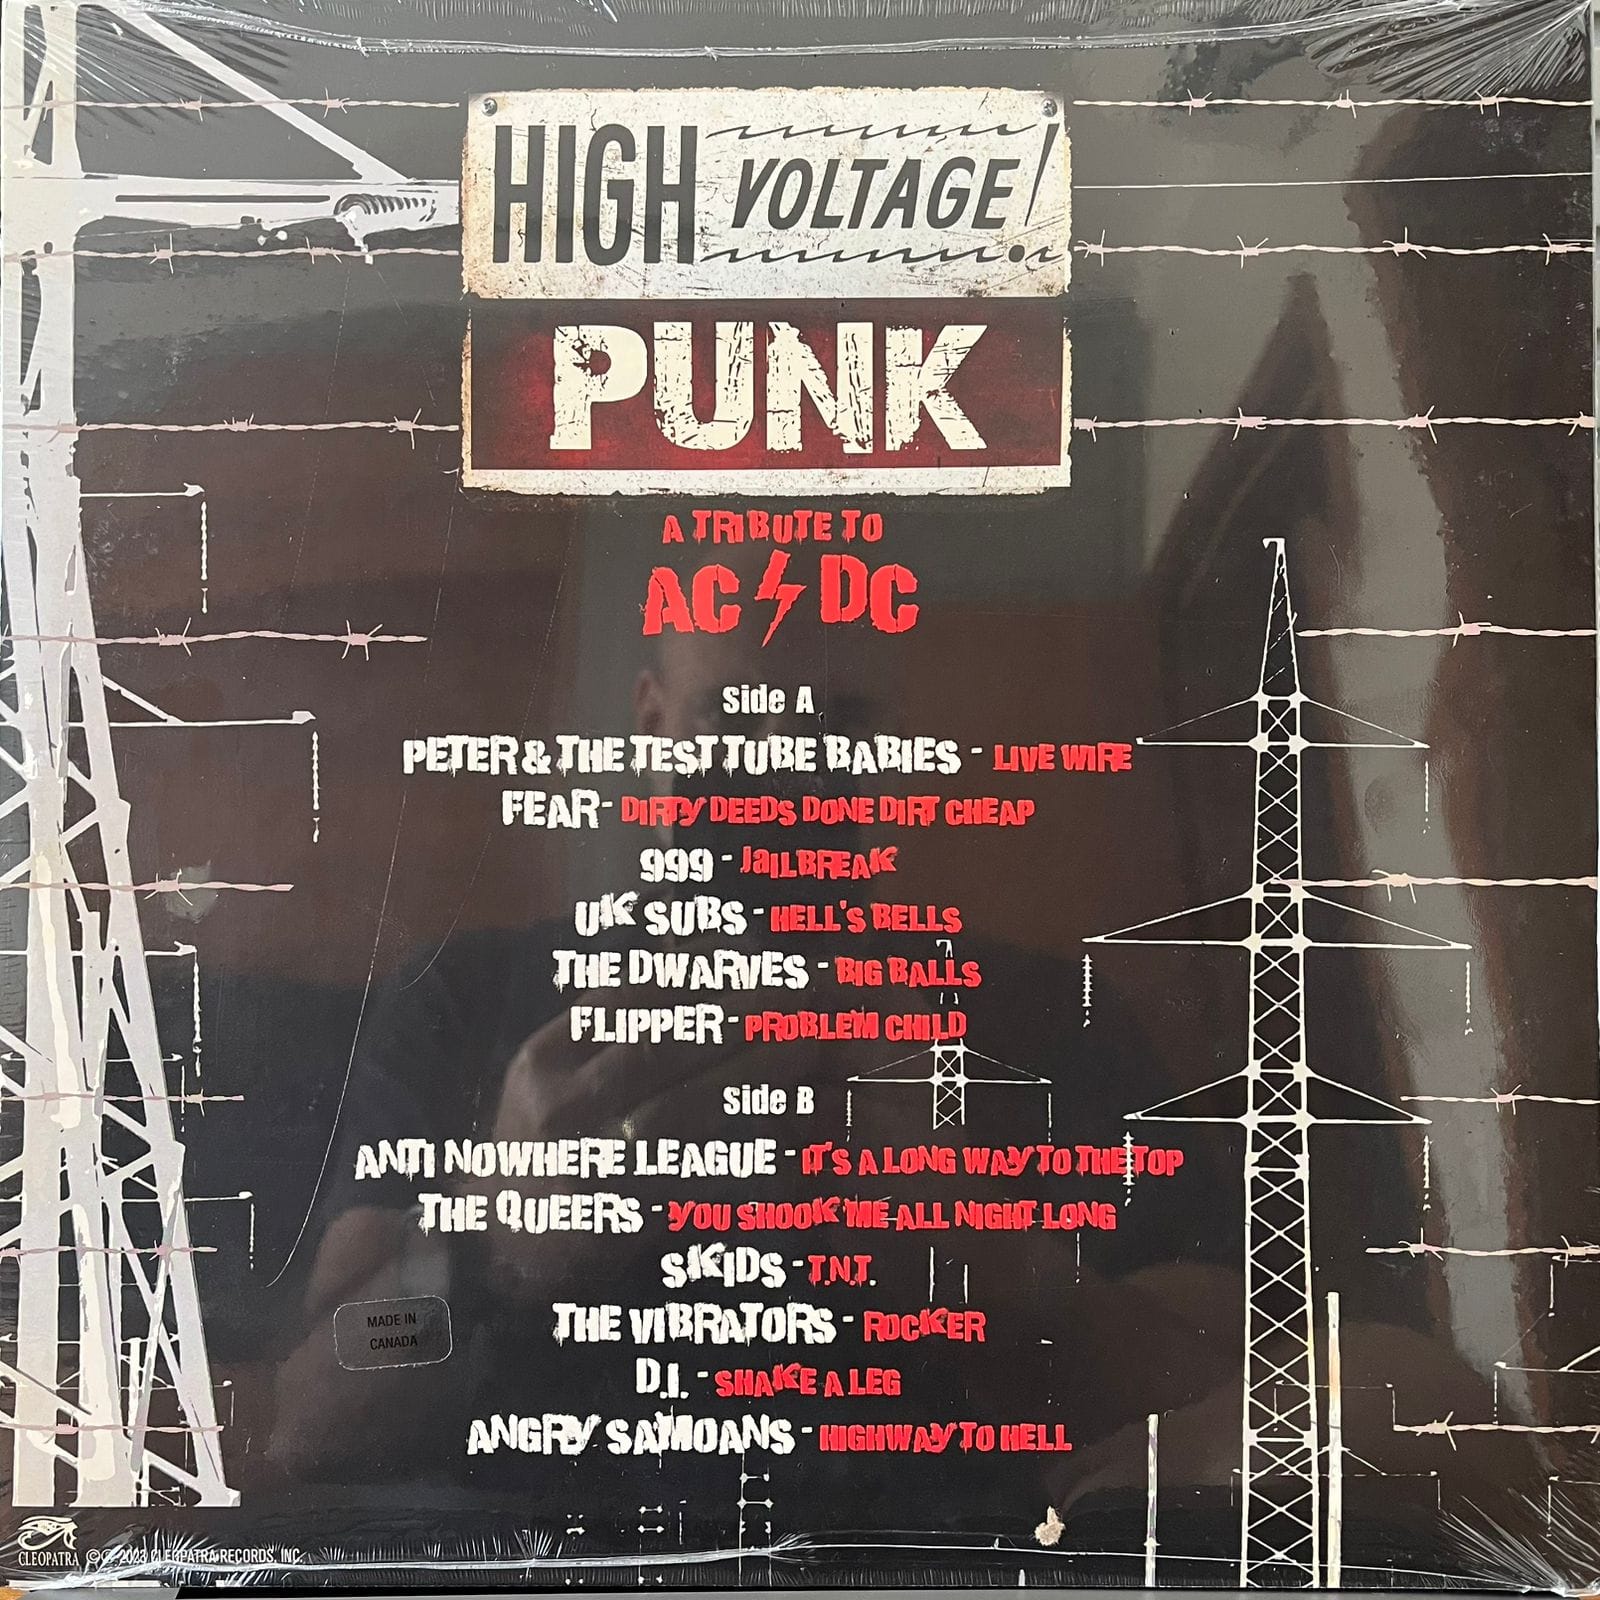 HIGH VOLTAGE!
PUNK
A TRIBUTE TO
AC⚡DC
Side A
PETER & THE TEST TUBE BABIES - LIVE WIRE
FEAR - DIRTY DEEDS DONE DIRT CHEAP
999 - JaILBREAK
UK SUBS - HELL'S BELLS
THE DWARVES - BIG BALLS
FLIPPER - PROBLEM CHILD
Side B
ANTI NOWHERE LEAGUE - IT'S A LONG WAY TO THE TOP
THE QUEERS - YOU SHOOK ME ALL NIGHT LONG
SKIDS - T.N.T.
THE VIBRATORS - ROCKER
D.I. - SHAKE A LEG
ANGRY SAMOANS - HIGHWAY TO HELL
MADE IN
CANADA
CLEOPATRA ©℗ 2023 CLEOPATRA RECORDS, INC.